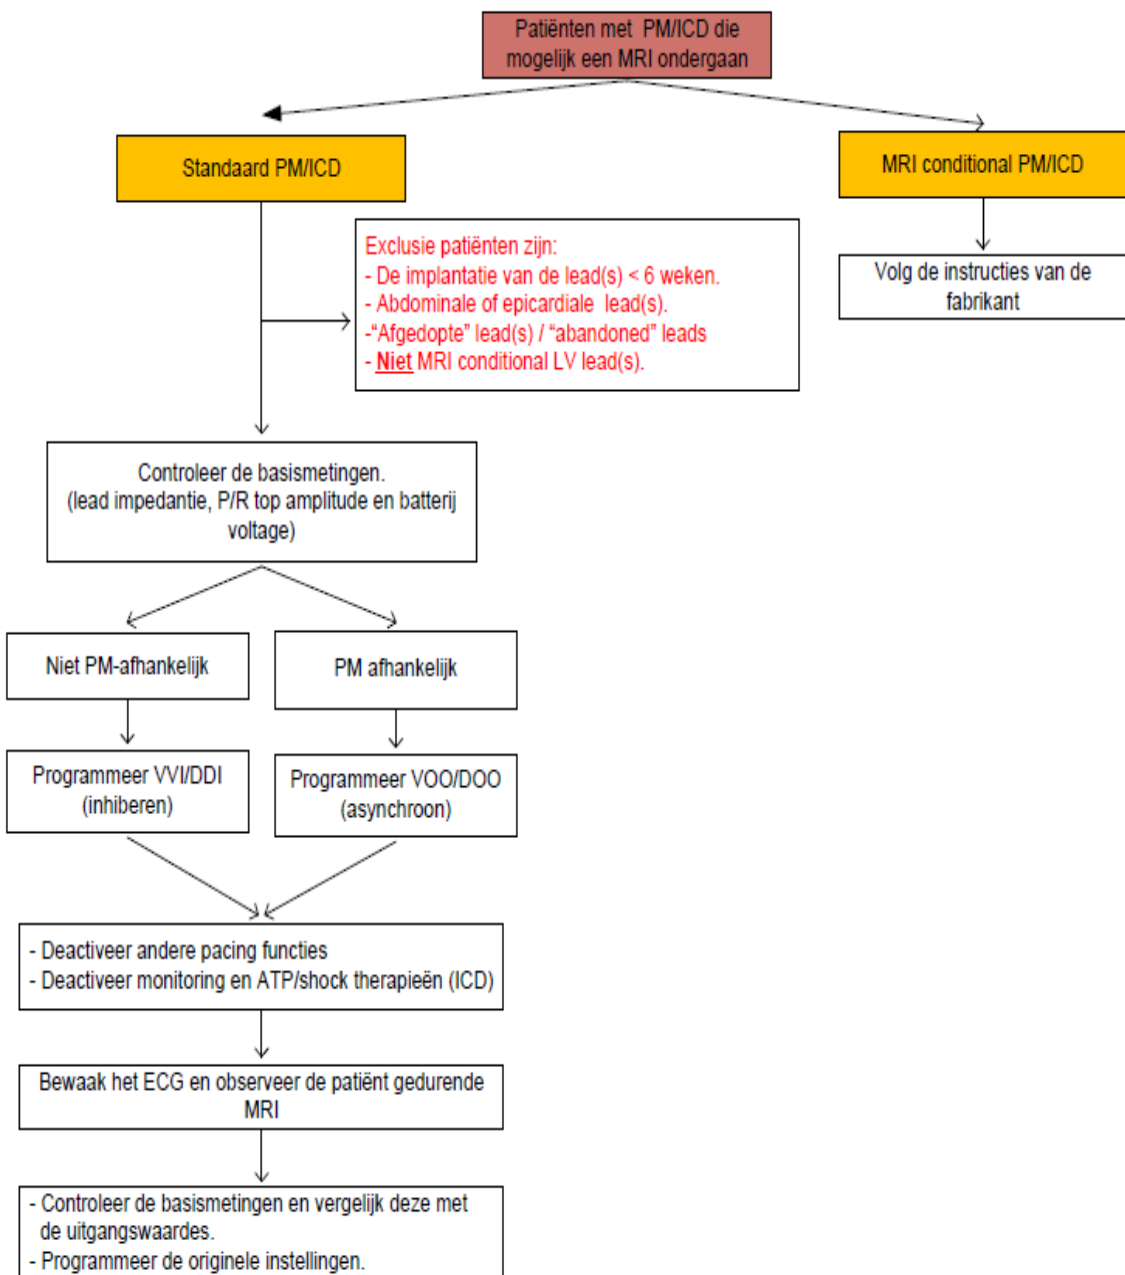 Patiënten met PM/ICD die
mogelijk een MRI ondergaan
Standaard PM/ICD
MRI conditional PM/ICD
Exclusie patiënten zijn:
- De implantatie van de lead(s) < 6 weken.
- Abdominale of epicardiale lead(s).
-“Afgedopte” lead(s) / “abandoned” leads
- Niet MRI conditional LV lead(s).
Volg de instructies van de
fabrikant
Controleer de basismetingen.
(lead impedantie, P/R top amplitude en batterij
voltage)
Niet PM-afhankelijk
PM afhankelijk
Programmeer VVI/DDI
(inhiberen)
Programmeer VOO/DOO
(asynchroon)
- Deactiveer andere pacing functies
- Deactiveer monitoring en ATP/shock therapieën (ICD)
Bewaak het ECG en observeer de patiënt gedurende
MRI
- Controleer de basismetingen en vergelijk deze met
de uitgangswaardes.
- Programmeer de originele instellingen.